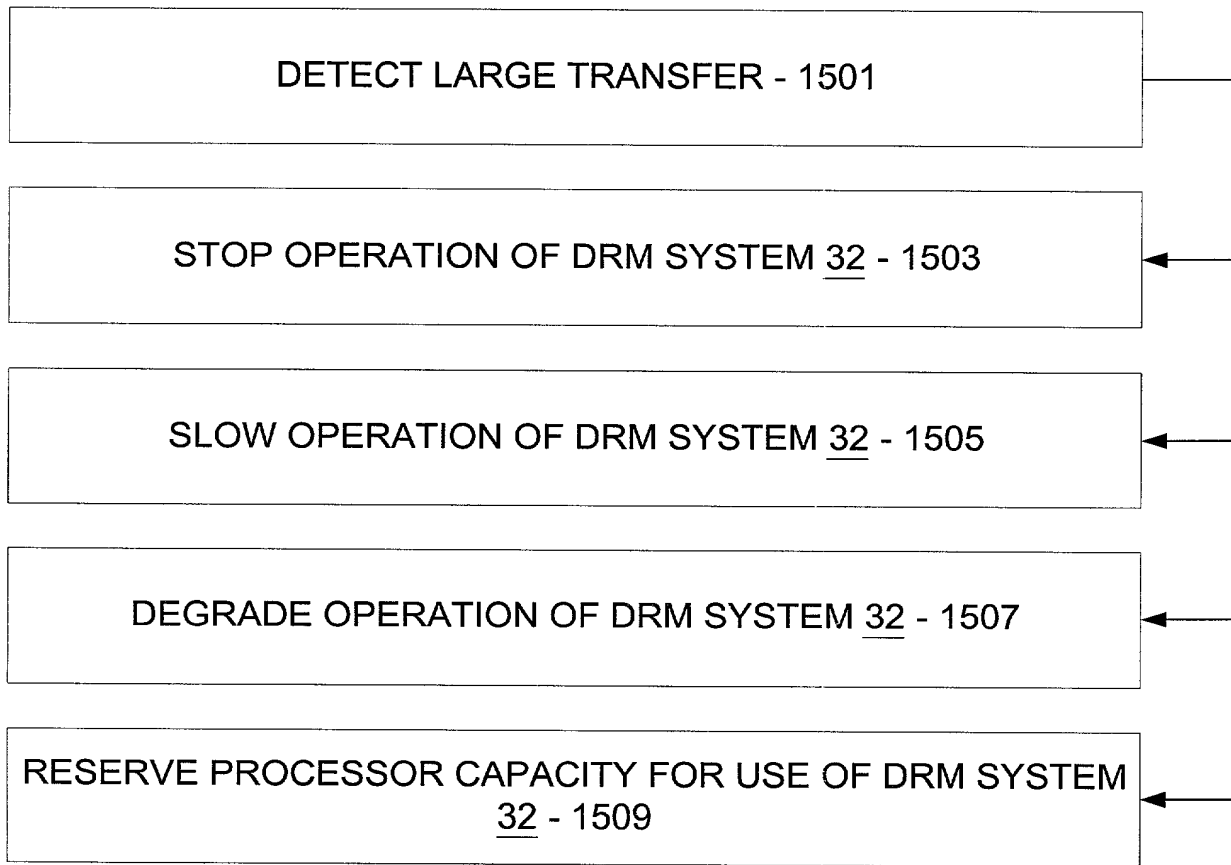 DETECT LARGE TRANSFER - 1501
STOP OPERATION OF DRM SYSTEM 32 - 1503
SLOW OPERATION OF DRM SYSTEM 32 - 1505
DEGRADE OPERATION OF DRM SYSTEM 32 - 1507
RESERVE PROCESSOR CAPACITY FOR USE OF DRM SYSTEM
32 - 1509